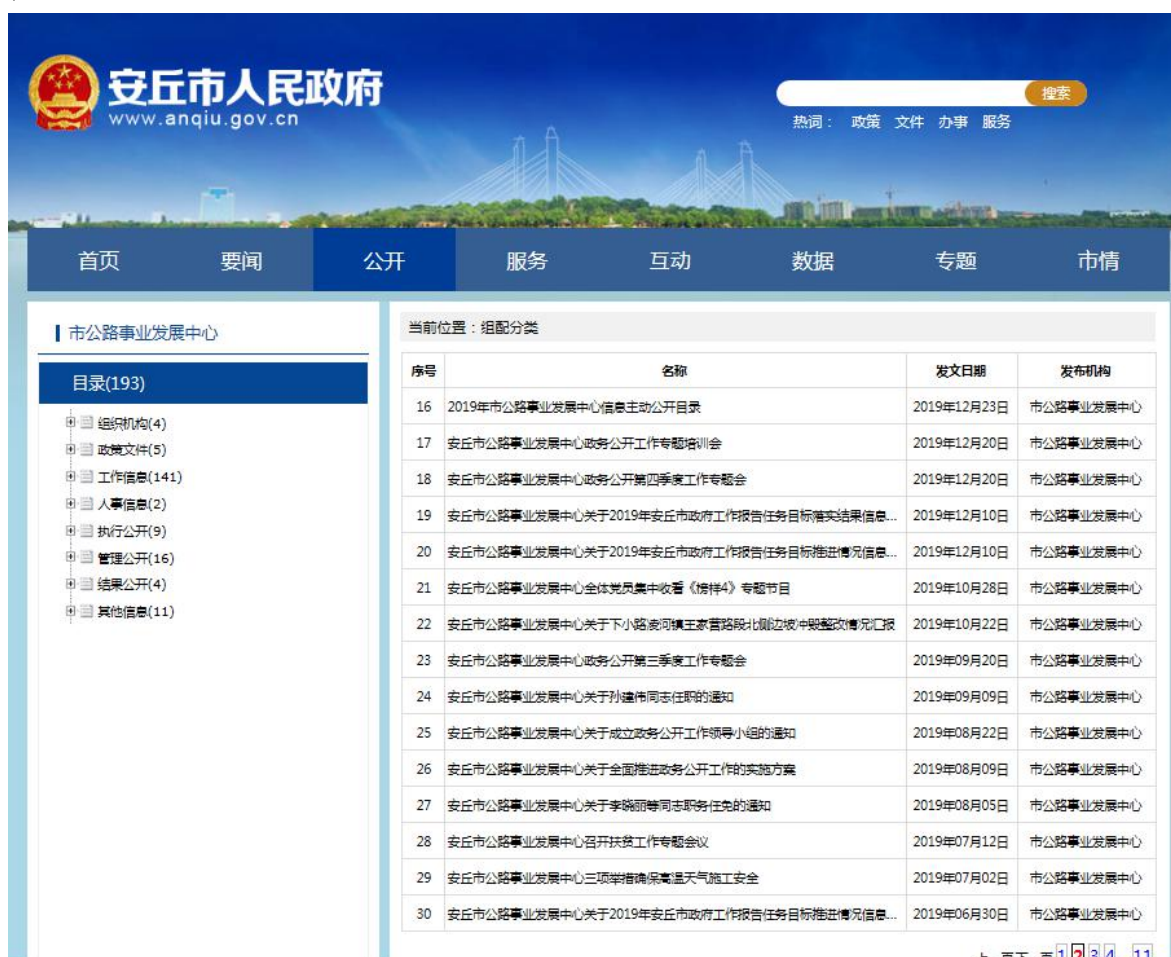 安丘市人民政府
www.anqiu.gov.cn
搜索
热词： 政策 文件 办事 服务
首页 要闻 公开 服务 互动 数据 专题 市情
市公路事业发展中心
目录(193)
组织机构(4)
政策文件(5)
工作信息(141)
人事信息(2)
执行公开(9)
管理公开(16)
结果公开(4)
其他信息(11)
当前位置：组配分类
序号 名称 发文日期 发布机构
16 2019年市公路事业发展中心信息主动公开目录 2019年12月23日 市公路事业发展中心
17 安丘市公路事业发展中心政务公开工作专题培训会 2019年12月20日 市公路事业发展中心
18 安丘市公路事业发展中心政务公开第四季度工作专题会 2019年12月20日 市公路事业发展中心
19 安丘市公路事业发展中心关于2019年安丘市政府工作报告任务目标落实结果信息... 2019年12月10日 市公路事业发展中心
20 安丘市公路事业发展中心关于2019年安丘市政府工作报告任务目标推进情况信息... 2019年12月10日 市公路事业发展中心
21 安丘市公路事业发展中心全体党员集中收看《榜样4》专题节目 2019年10月28日 市公路事业发展中心
22 安丘市公路事业发展中心关于下小路凌河镇王家营路段北侧边坡冲毁整改情况汇报 2019年10月22日 市公路事业发展中心
23 安丘市公路事业发展中心政务公开第三季度工作专题会 2019年09月20日 市公路事业发展中心
24 安丘市公路事业发展中心关于孙建伟同志任职的通知 2019年09月09日 市公路事业发展中心
25 安丘市公路事业发展中心关于成立政务公开工作领导小组的通知 2019年08月22日 市公路事业发展中心
26 安丘市公路事业发展中心关于全面推进政务公开工作的实施方案 2019年08月09日 市公路事业发展中心
27 安丘市公路事业发展中心关于李晓丽等同志职务任免的通知 2019年08月05日 市公路事业发展中心
28 安丘市公路事业发展中心召开扶贫工作专题会议 2019年07月12日 市公路事业发展中心
29 安丘市公路事业发展中心三项举措确保高温天气施工安全 2019年07月02日 市公路事业发展中心
30 安丘市公路事业发展中心关于2019年安丘市政府工作报告任务目标推进情况信息... 2019年06月30日 市公路事业发展中心
1 2 3 4 11